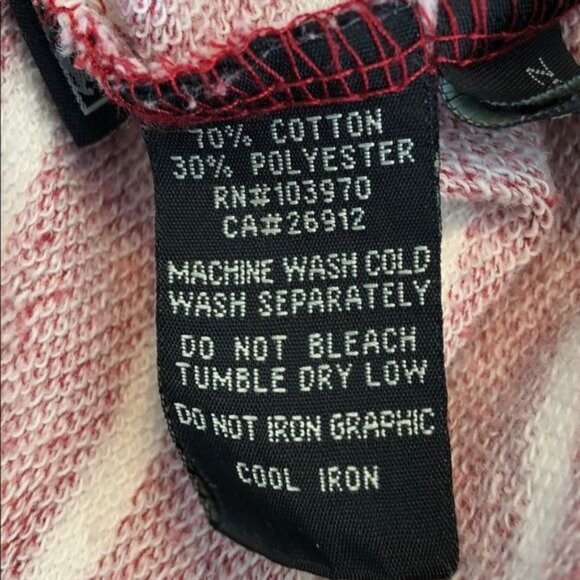 70% COTTON
30% POLYESTER
RN#103970
CA#26912
MACHINE WASH COLD
WASH SEPARATELY
DO NOT BLEACH
TUMBLE DRY LOW
DO NOT IRON GRAPHIC
COOL IRON